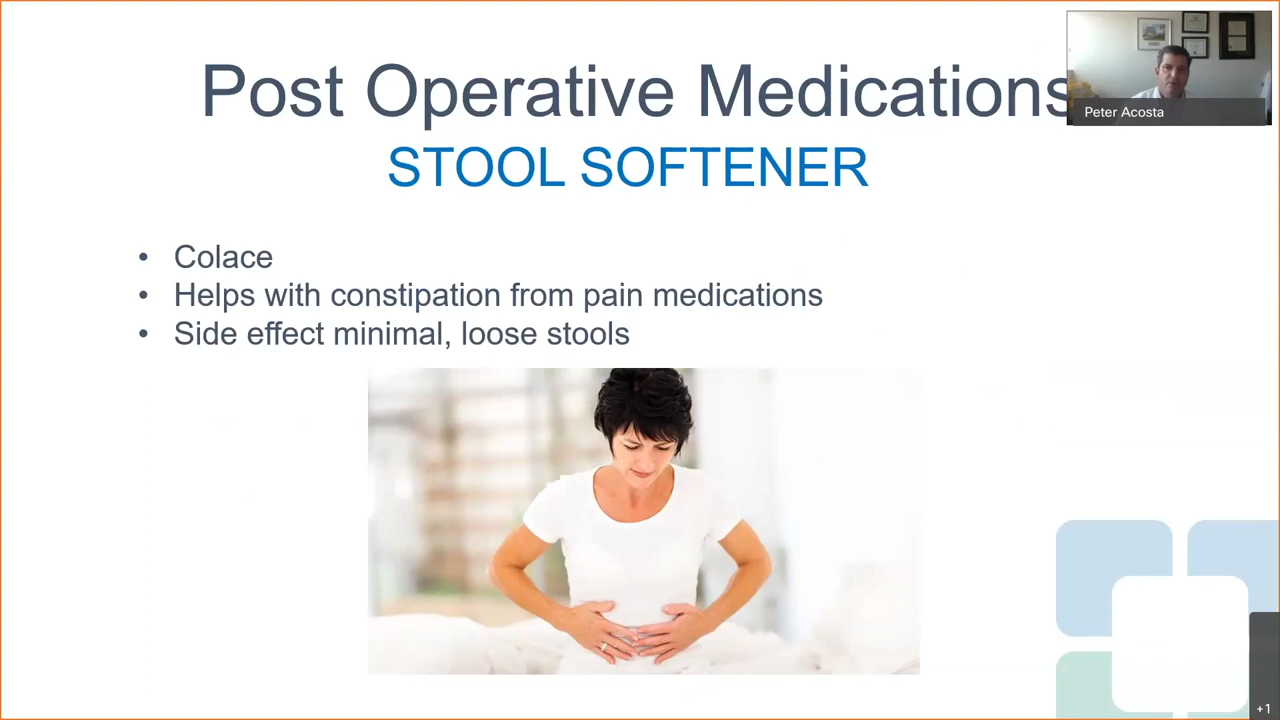 Post Operative Medications
STOOL SOFTENER
• Colace
• Helps with constipation from pain medications
• Side effect minimal, loose stools
Peter Acosta
+1